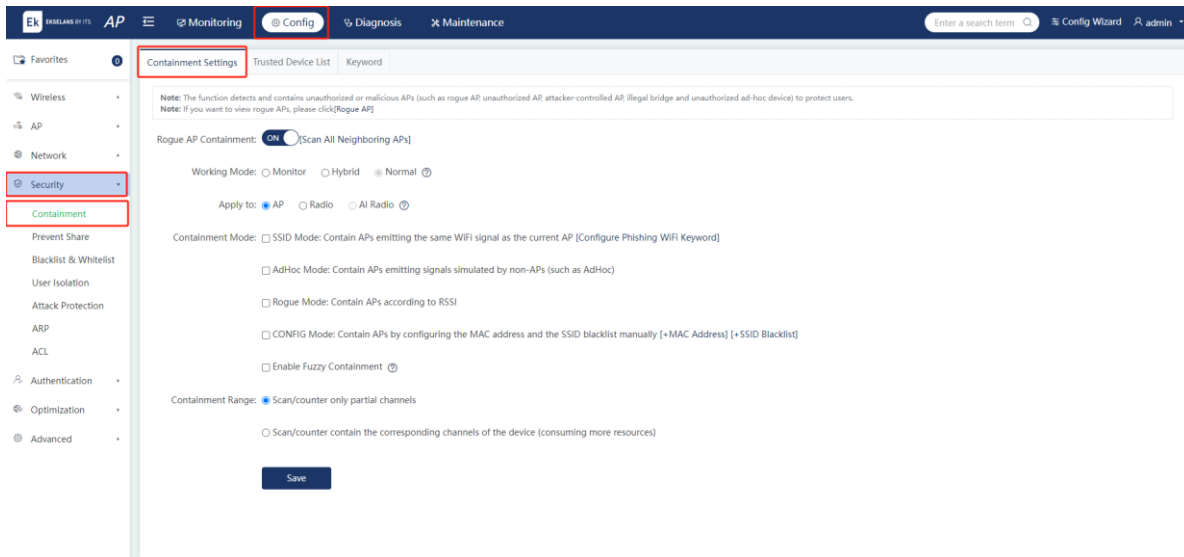 Ek EKSELANS BY ITS AP Monitoring Config Diagnosis Maintenance Enter a search term Config Wizard admin
Favorites 0
Wireless
AP
Network
Security
Containment
Prevent Share
Blacklist & Whitelist
User Isolation
Attack Protection
ARP
ACL
Authentication
Optimization
Advanced
Containment Settings Trusted Device List Keyword
Note: The function detects and contains unauthorized or malicious APs (such as rogue AP, unauthorized AP, attacker-controlled AP, illegal bridge and unauthorized ad-hoc device) to protect users.
Note: If you want to view rogue APs, please click[Rogue AP]
Rogue AP Containment: ON [Scan All Neighboring APs]
Working Mode: Monitor Hybrid Normal ?
Apply to: AP Radio AI Radio ?
Containment Mode: SSID Mode: Contain APs emitting the same WiFi signal as the current AP [Configure Phishing WiFi Keyword]
AdHoc Mode: Contain APs emitting signals simulated by non-APs (such as AdHoc)
Rogue Mode: Contain APs according to RSSI
CONFIG Mode: Contain APs by configuring the MAC address and the SSID blacklist manually [+MAC Address] [+SSID Blacklist]
Enable Fuzzy Containment ?
Containment Range: Scan/counter only partial channels
Scan/counter contain the corresponding channels of the device (consuming more resources)
Save